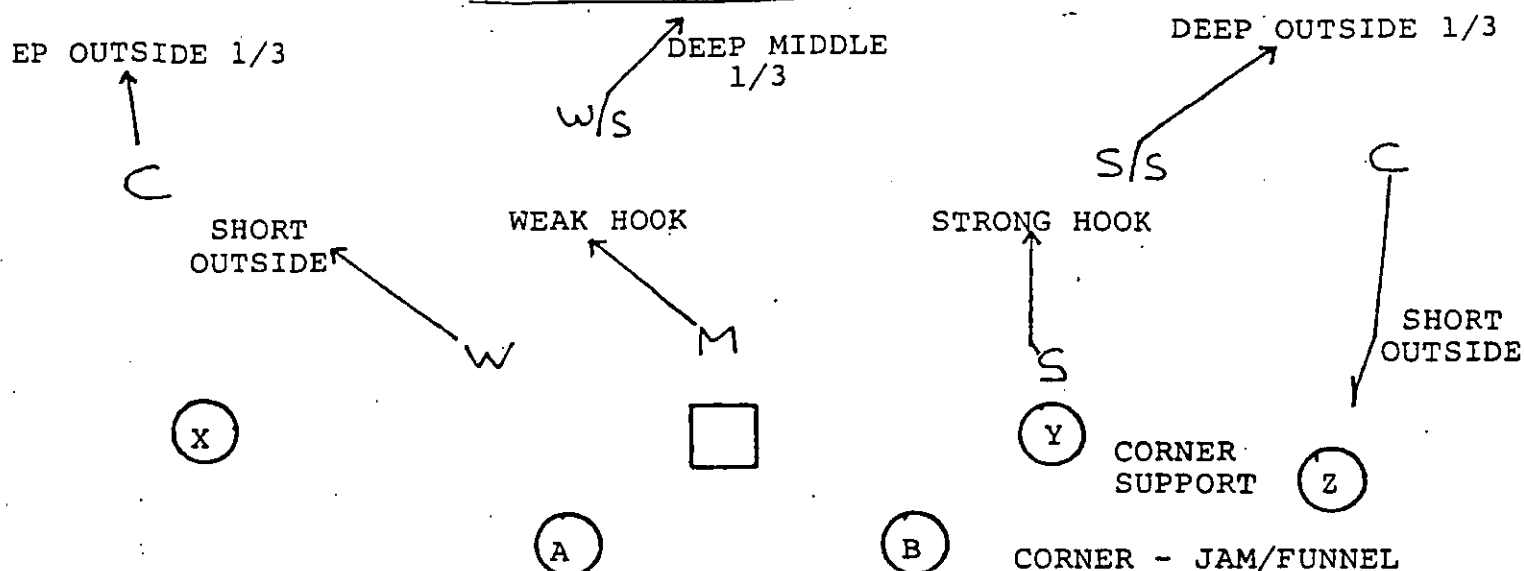 EP OUTSIDE 1/3
DEEP MIDDLE
1/3
DEEP OUTSIDE 1/3
W/S
S/S
C
C
SHORT
OUTSIDE
WEAK HOOK
STRONG HOOK
SHORT
OUTSIDE
W
M
S
X
Y
CORNER
SUPPORT
Z
A
B
CORNER - JAM/FUNNEL